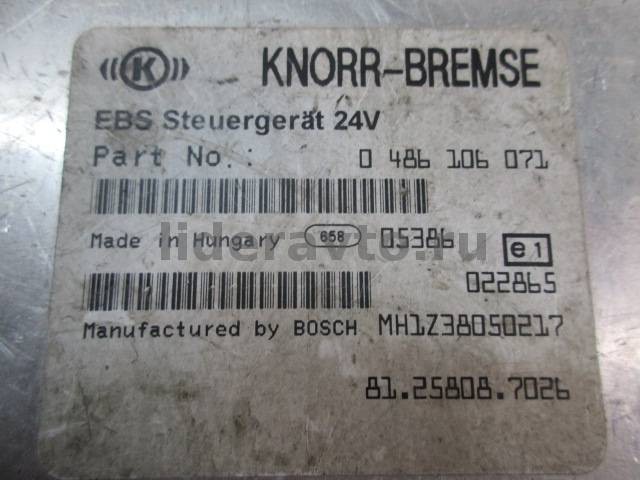 K KNORR-BREMSE
EBS Steuergerät 24V
Part No.: 0 486 106 071
Made in Hungary 658 05386 e1
022865
Manufactured by BOSCH MH1Z38050217
81.25808.7026
lideravto.ru